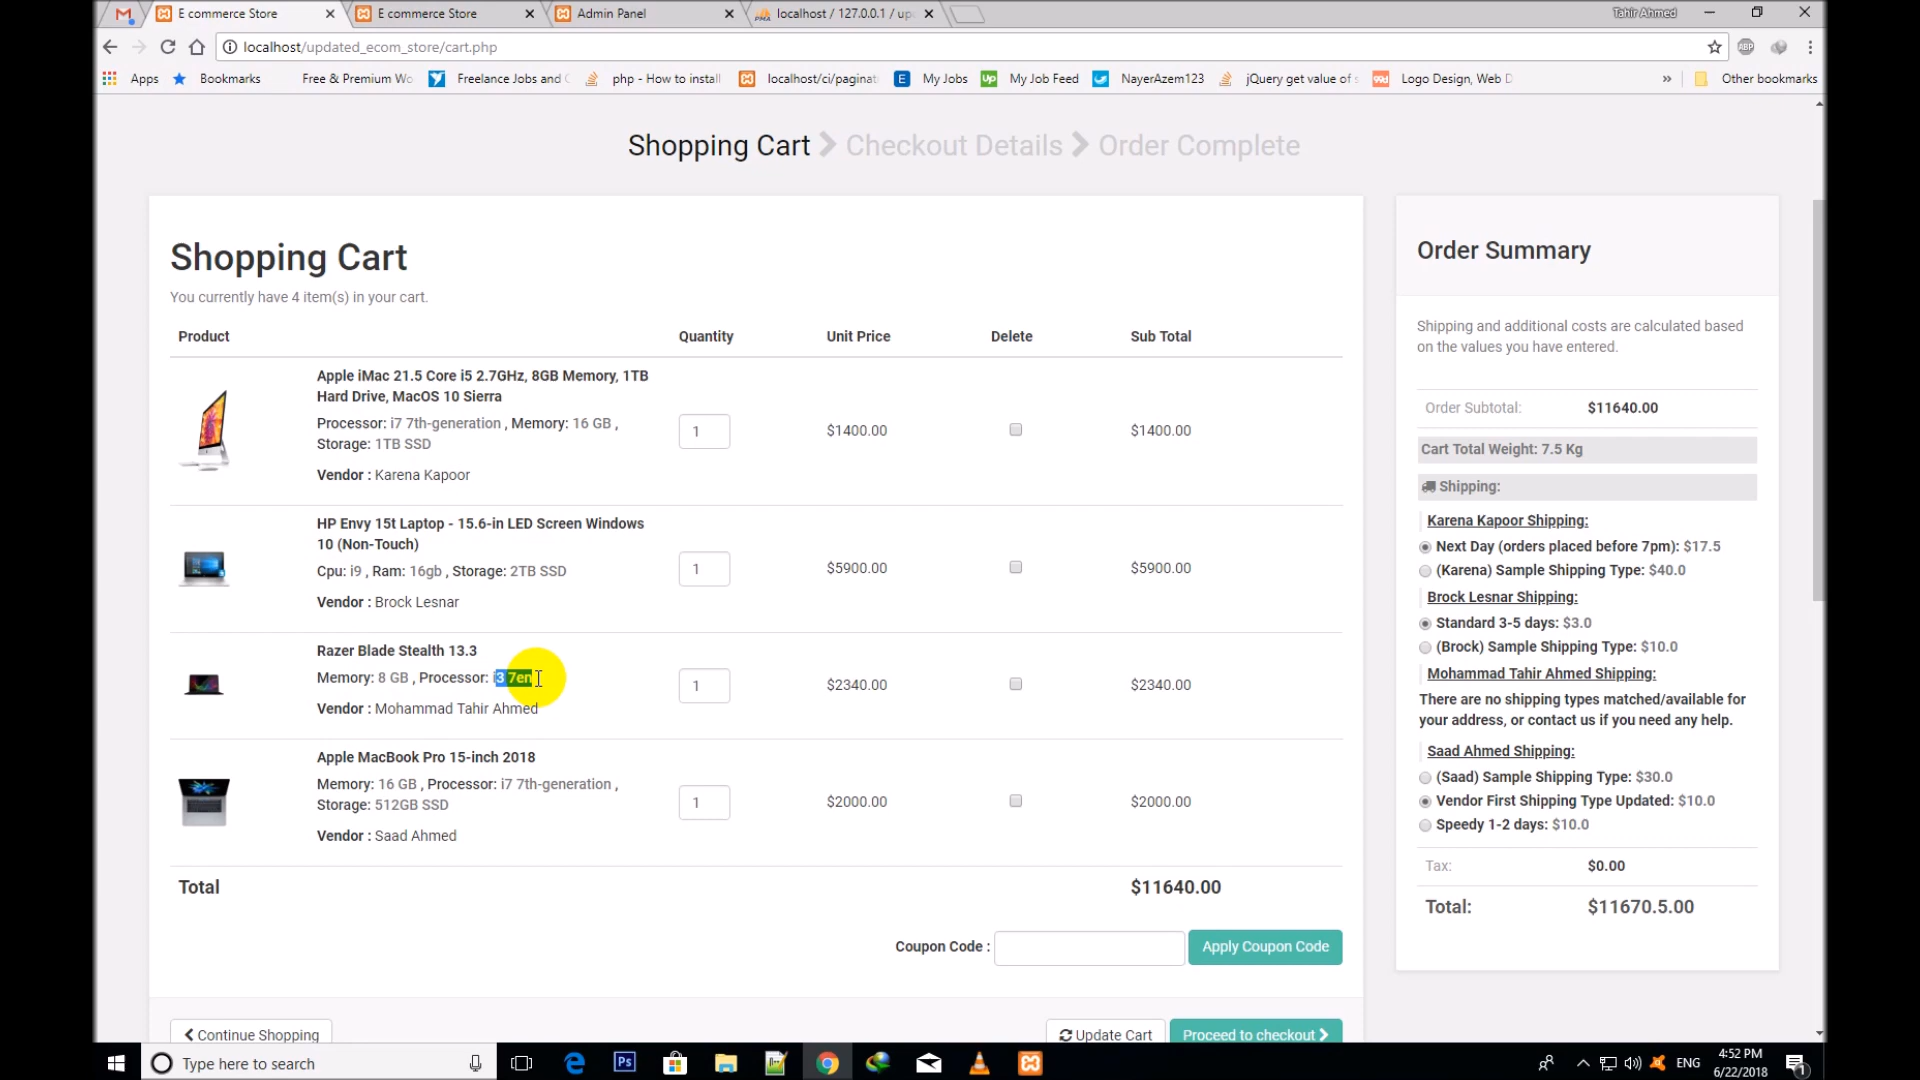 E commerce Store
E commerce Store
Admin Panel
localhost / 127.0.0.1 / up
Tahir Ahmed
localhost/updated_ecom_store/cart.php
Apps
Bookmarks
Free & Premium Wo
Freelance Jobs and
php - How to install
localhost/ci/paginat
My Jobs
My Job Feed
NayerAzem123
jQuery get value of s
Logo Design, Web D
Other bookmarks
Shopping Cart
Checkout Details
Order Complete
Shopping Cart
You currently have 4 item(s) in your cart.
Product
Quantity
Unit Price
Delete
Sub Total
Apple iMac 21.5 Core i5 2.7GHz, 8GB Memory, 1TB
Hard Drive, MacOS 10 Sierra
Processor: i7 7th-generation , Memory: 16 GB ,
Storage: 1TB SSD
Vendor : Karena Kapoor
1
$1400.00
$1400.00
HP Envy 15t Laptop - 15.6-in LED Screen Windows
10 (Non-Touch)
Cpu: i9 , Ram: 16gb , Storage: 2TB SSD
Vendor : Brock Lesnar
1
$5900.00
$5900.00
Razer Blade Stealth 13.3
Memory: 8 GB , Processor: i3 7en
Vendor : Mohammad Tahir Ahmed
1
$2340.00
$2340.00
Apple MacBook Pro 15-inch 2018
Memory: 16 GB , Processor: i7 7th-generation ,
Storage: 512GB SSD
Vendor : Saad Ahmed
1
$2000.00
$2000.00
Total
$11640.00
Coupon Code :
Apply Coupon Code
Continue Shopping
Update Cart
Proceed to checkout
Order Summary
Shipping and additional costs are calculated based
on the values you have entered.
Order Subtotal: $11640.00
Cart Total Weight: 7.5 Kg
Shipping:
Karena Kapoor Shipping:
Next Day (orders placed before 7pm): $17.5
(Karena) Sample Shipping Type: $40.0
Brock Lesnar Shipping:
Standard 3-5 days: $3.0
(Brock) Sample Shipping Type: $10.0
Mohammad Tahir Ahmed Shipping:
There are no shipping types matched/available for
your address, or contact us if you need any help.
Saad Ahmed Shipping:
(Saad) Sample Shipping Type: $30.0
Vendor First Shipping Type Updated: $10.0
Speedy 1-2 days: $10.0
Tax: $0.00
Total: $11670.5.00
Type here to search
ENG
4:52 PM
6/22/2018